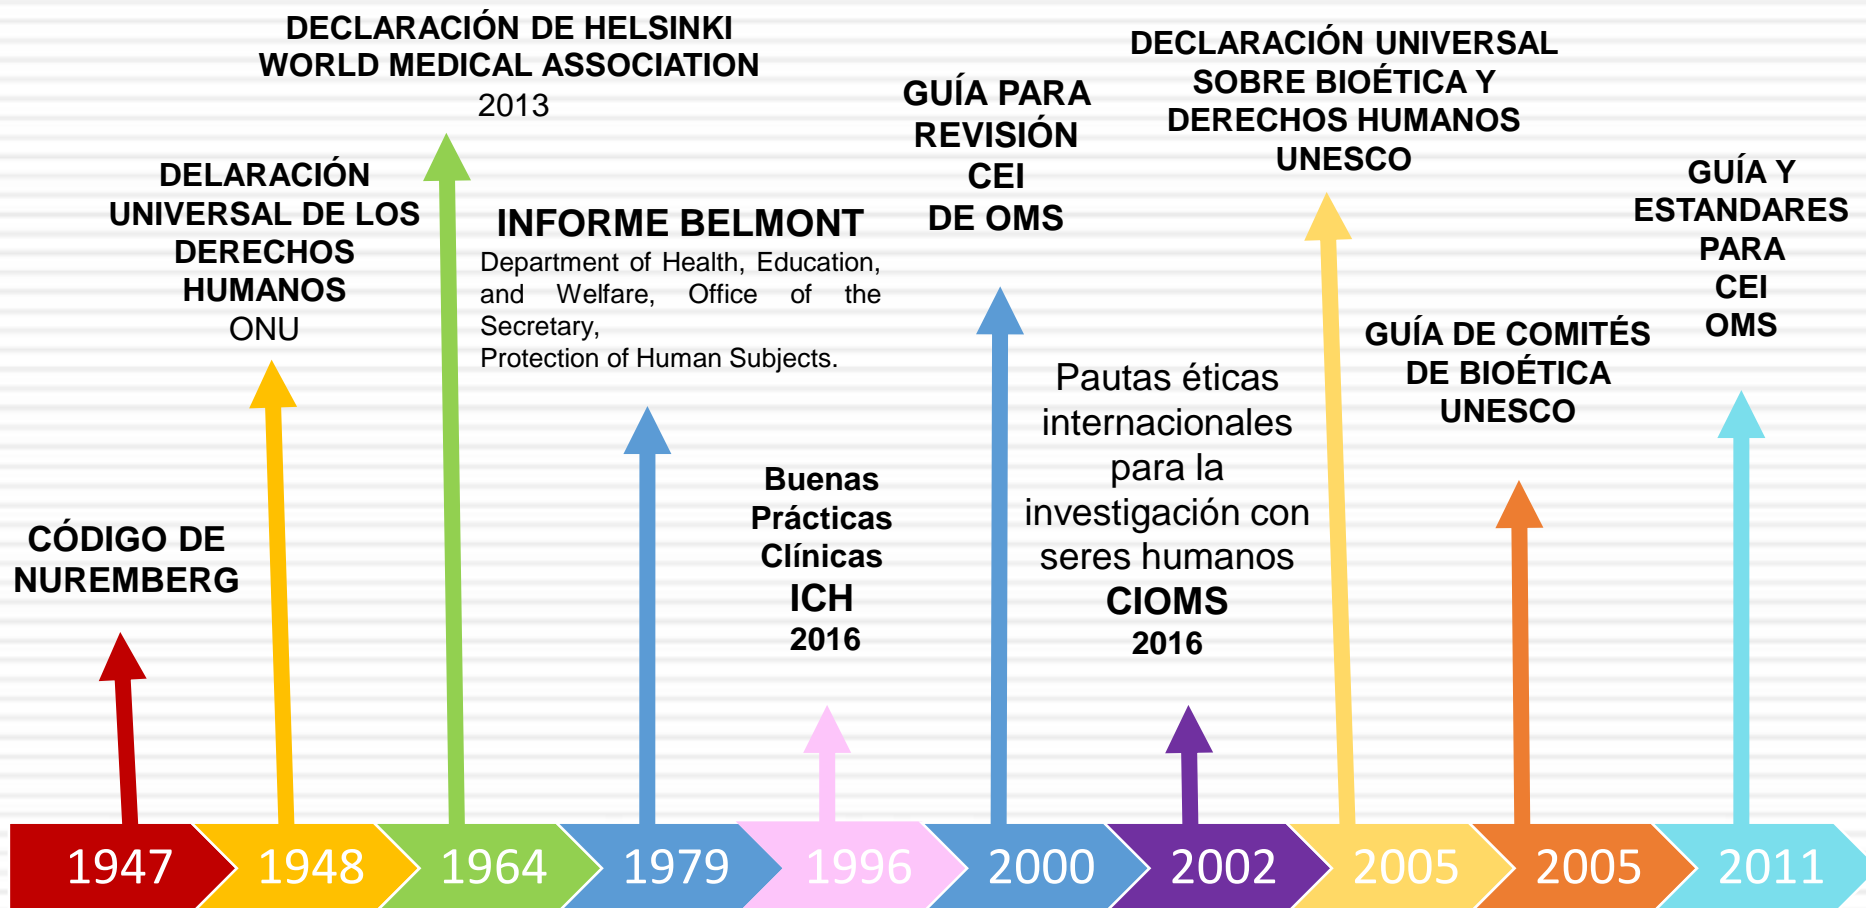 CÓDIGO DE
NUREMBERG
DELARACIÓN
UNIVERSAL DE LOS
DERECHOS
HUMANOS
ONU
DECLARACIÓN DE HELSINKI
WORLD MEDICAL ASSOCIATION
2013
INFORME BELMONT
Department of Health, Education,
and Welfare, Office of the
Secretary,
Protection of Human Subjects.
Buenas
Prácticas
Clínicas
ICH
2016
GUÍA PARA
REVISIÓN
CEI
DE OMS
Pautas éticas
internacionales
para la
investigación con
seres humanos
CIOMS
2016
DECLARACIÓN UNIVERSAL
SOBRE BIOÉTICA Y
DERECHOS HUMANOS
UNESCO
GUÍA DE COMITÉS
DE BIOÉTICA
UNESCO
GUÍA Y
ESTANDARES
PARA
CEI
OMS
1947 1948 1964 1979 1996 2000 2002 2005 2005 2011